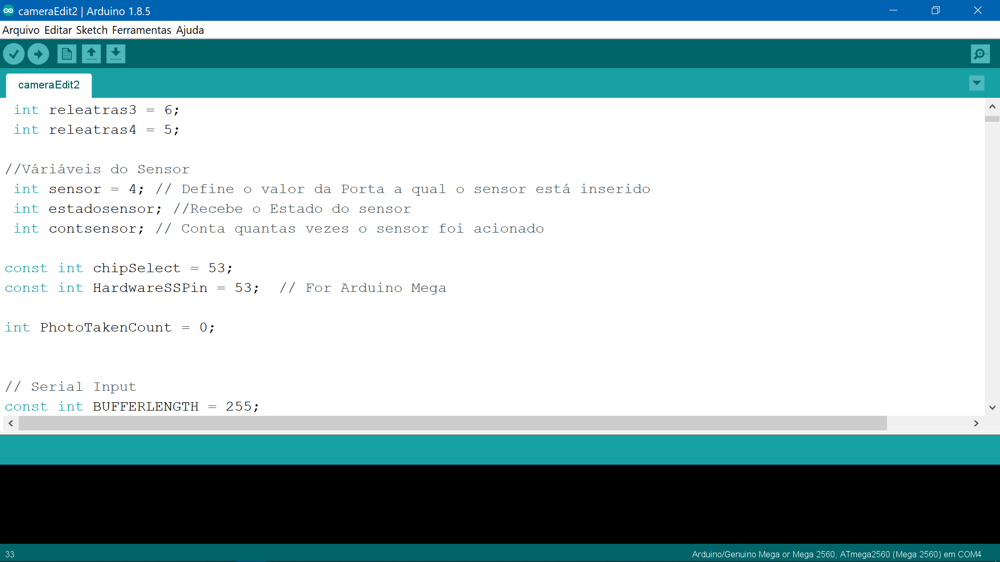 cameraEdit2 | Arduino 1.8.5
Arquivo Editar Sketch Ferramentas Ajuda
cameraEdit2
int releatras3 = 6;
int releatras4 = 5;
//Váriáveis do Sensor
int sensor = 4; // Define o valor da Porta a qual o sensor está inserido
int estadosensor; //Recebe o Estado do sensor
int contsensor; // Conta quantas vezes o sensor foi acionado
const int chipSelect = 53;
const int HardwareSSPin = 53;  // For Arduino Mega
int PhotoTakenCount = 0;
// Serial Input
const int BUFFERLENGTH = 255;
33
Arduino/Genuino Mega or Mega 2560, ATmega2560 (Mega 2560) em COM4